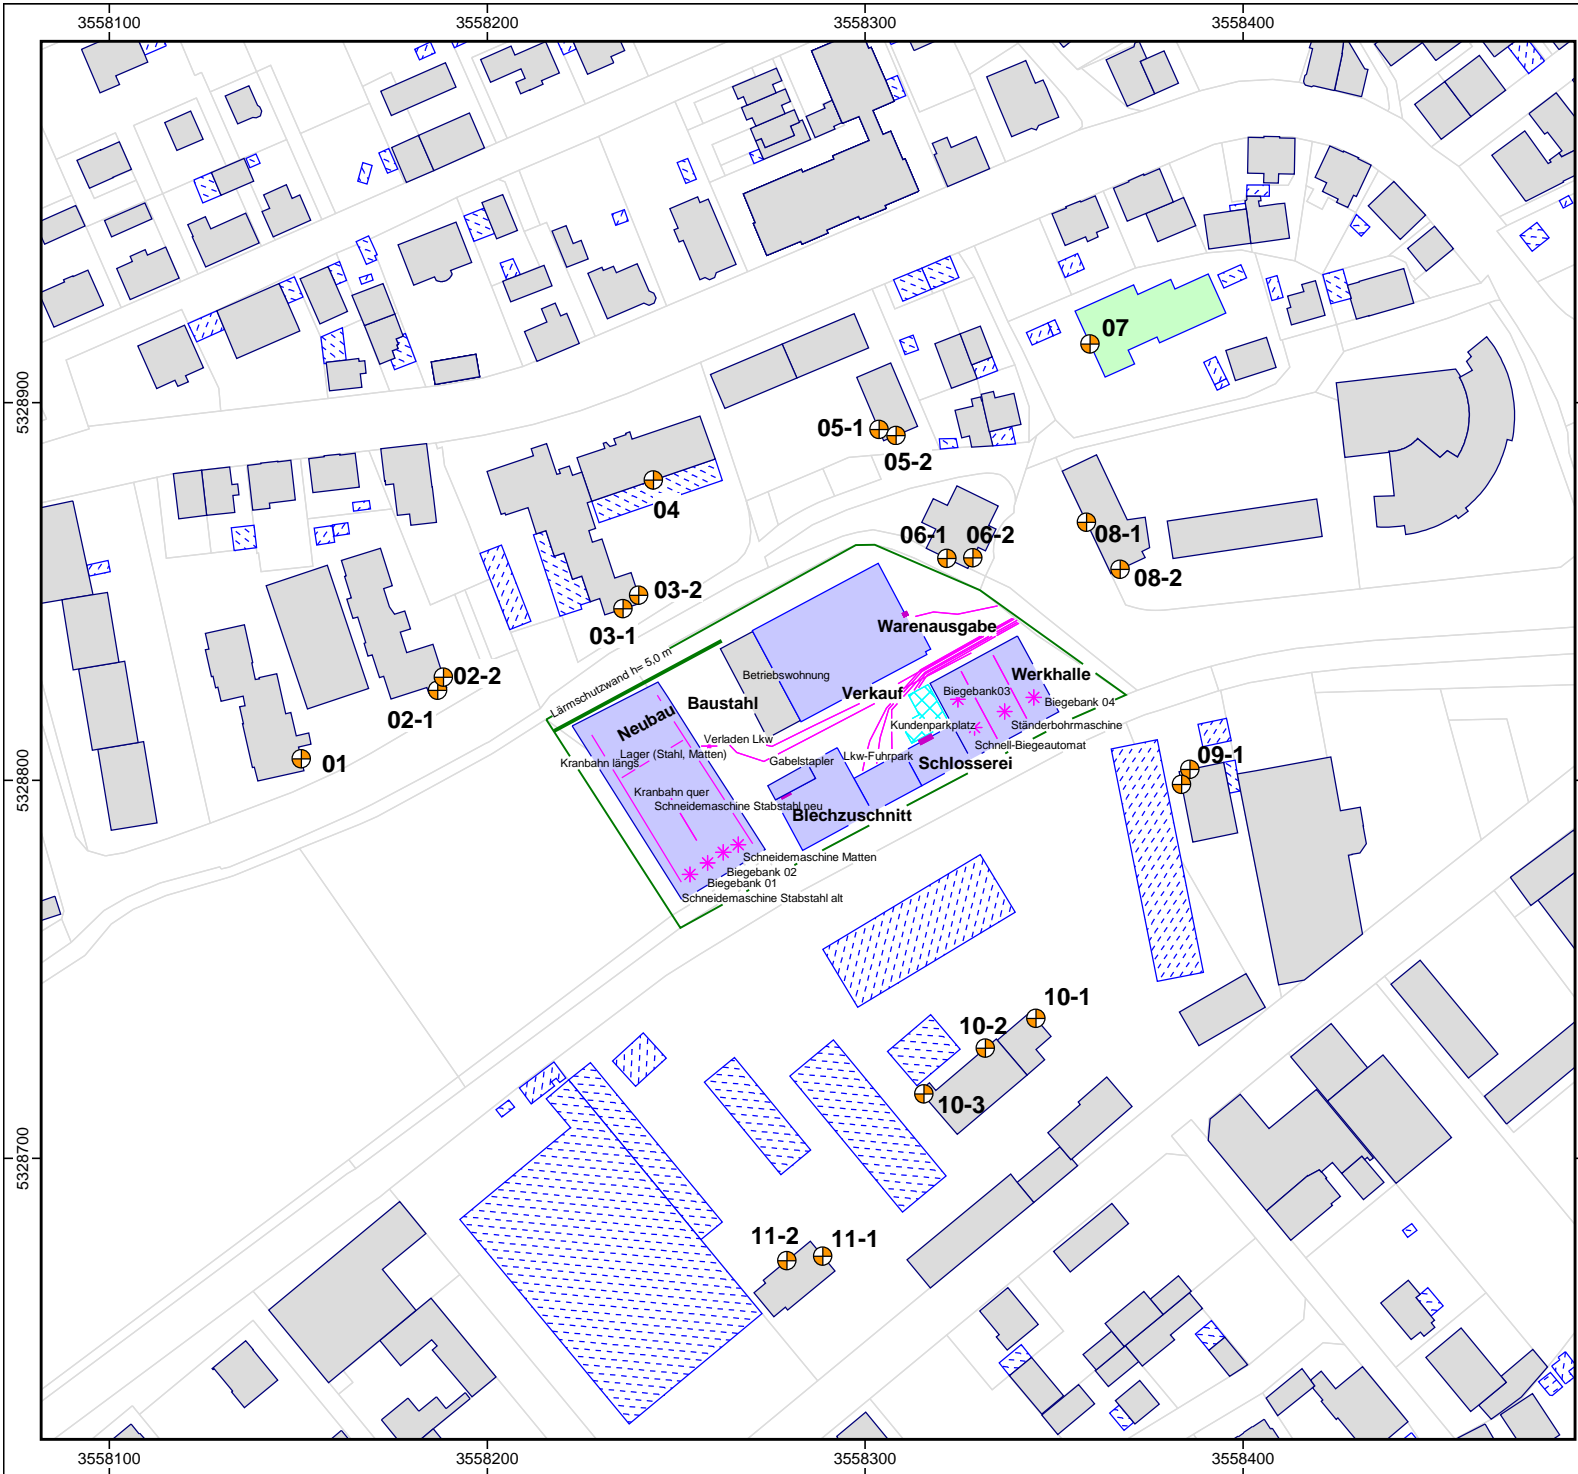 3558100
3558200
3558300
3558400
5328900
5328800
5328700
07
05-1
05-2
04
06-1
06-2
08-1
08-2
03-2
03-1
Warenausgabe
Lärmschutzwand h= 5,0 m
02-2
02-1
Betriebswohnung
Werkhalle
Baustahl
Verkauf
Biegebank03
Biegebank 04
Neubau
Kundenparkplatz
Ständerbohrmaschine
Verladen Lkw
Schnell-Biegeautomat
Lager (Stahl, Matten)
Lkw-Fuhrpark
Kranbahn längs
Gabelstapler
Schlosserei
01
09-1
Kranbahn quer
Schneidemaschine Stabstahl neu
Blechzuschnitt
Schneidemaschine Matten
Biegebank 02
Biegebank 01
Schneidemaschine Stabstahl alt
10-1
10-2
10-3
11-2
11-1
3558100
3558200
3558300
3558400